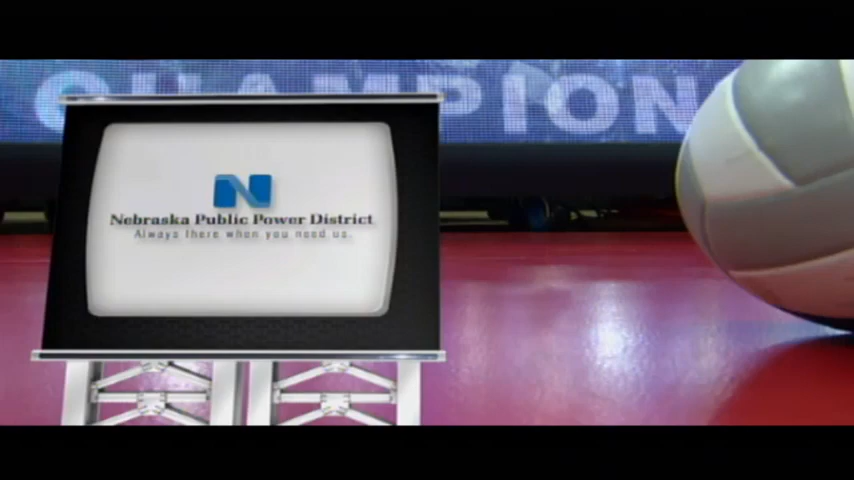 CHAMPION
N
Nebraska Public Power District
Always there when you need us.